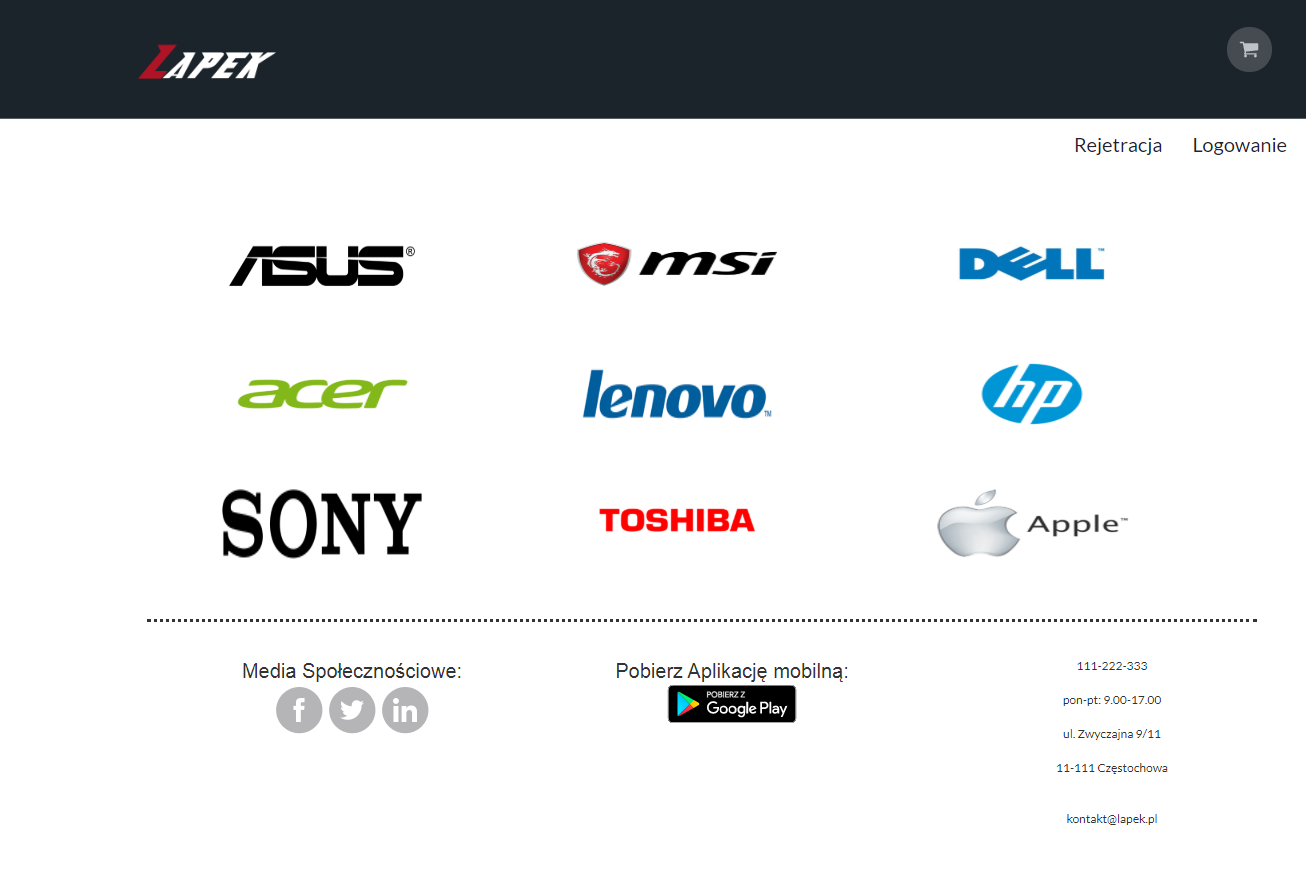 LAPEK
Rejetracja Logowanie
ASUS®
msi
DELL™
acer
lenovo™
hp
SONY
TOSHIBA
Apple™
Media Społecznościowe:
f in
Pobierz Aplikację mobilną:
POBIERZ Z
Google Play
111-222-333
pon-pt: 9.00-17.00
ul. Zwyczajna 9/11
11-111 Częstochowa
kontakt@lapek.pl